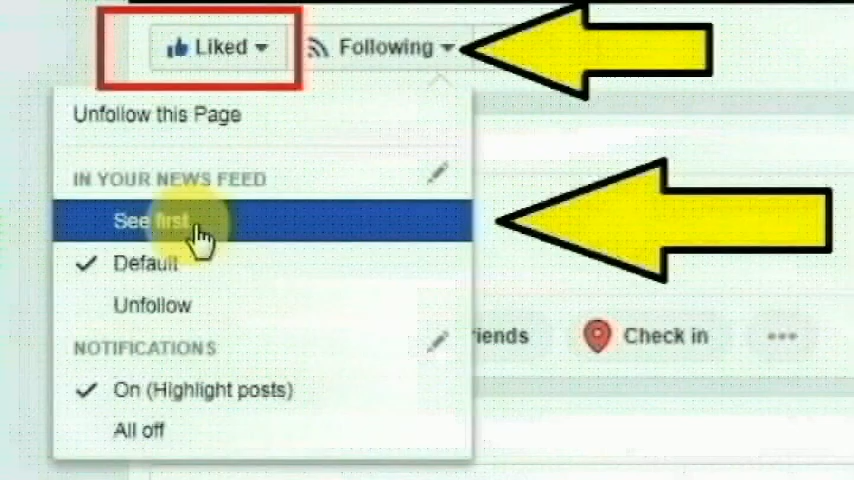 Liked Following
Unfollow this Page
IN YOUR NEWS FEED
See first
Default
Unfollow
riends Check in
NOTIFICATIONS
On (Highlight posts)
All off